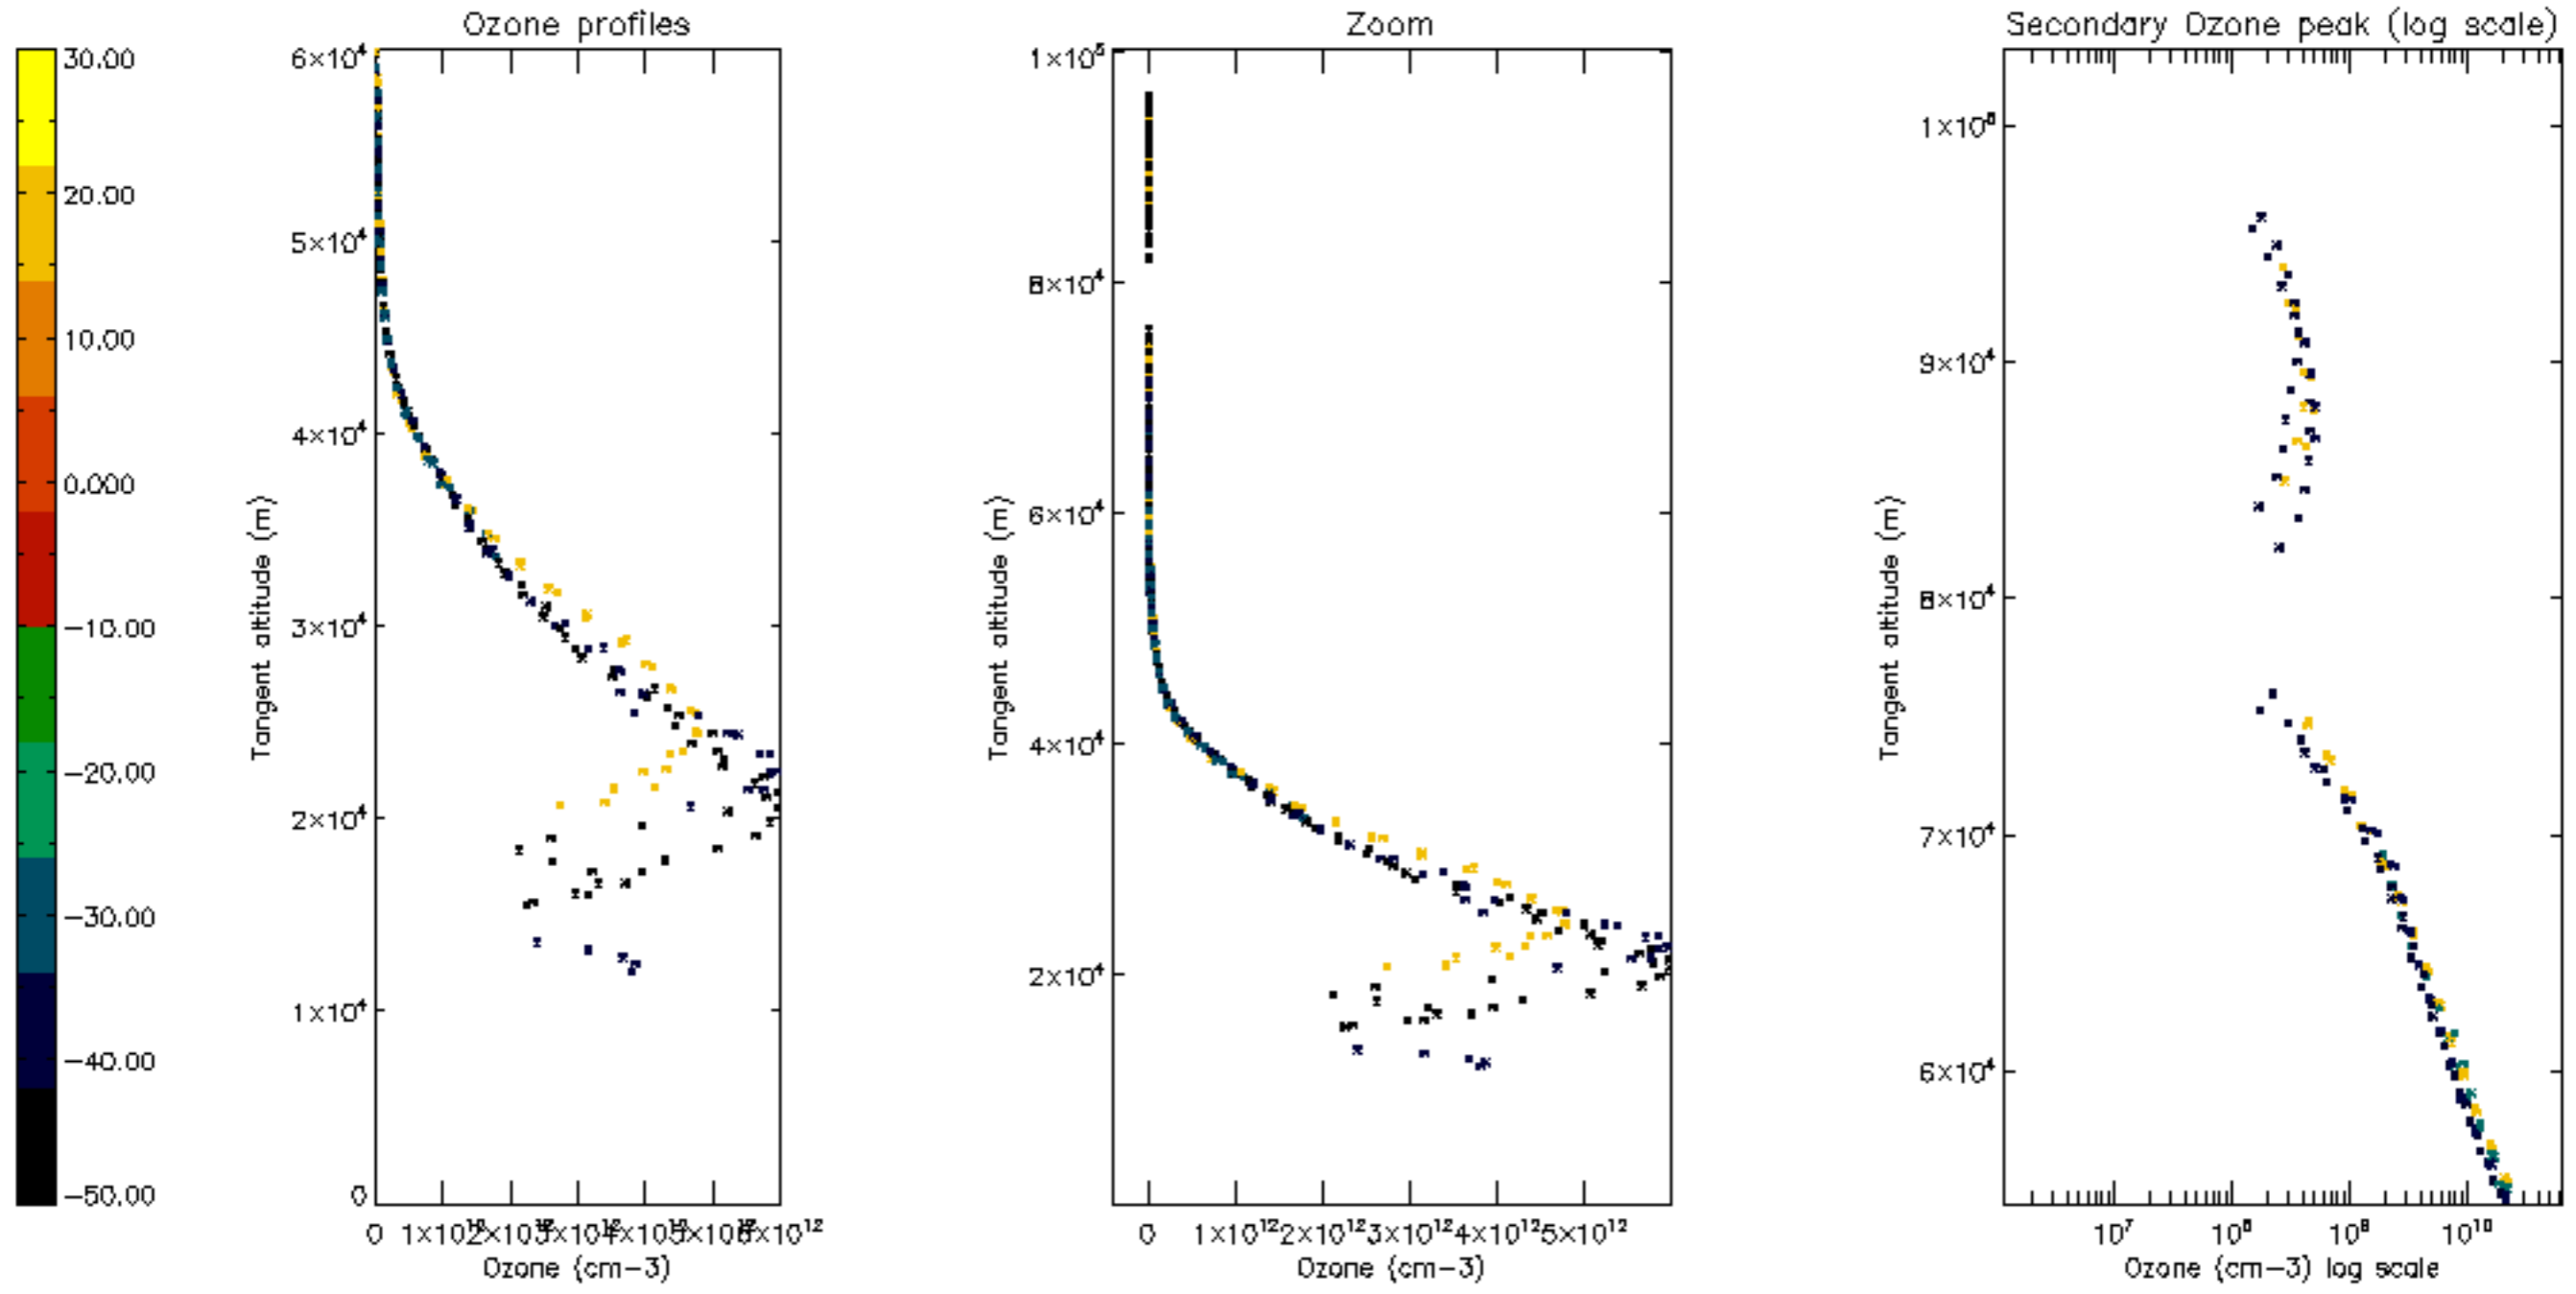 Ozone profiles
Zoom
Secondary Ozone peak (log scale)
30.00
20.00
10.00
0.000
−10.00
−20.00
−30.00
−40.00
−50.00
6×10⁴
5×10⁴
4×10⁴
3×10⁴
2×10⁴
1×10⁴
0
Tangent altitude (m)
0
6×10¹²
Ozone (cm−3)
1×10⁵
8×10⁴
6×10⁴
4×10⁴
2×10⁴
Tangent altitude (m)
0 1×10¹² 2×10¹² 3×10¹² 4×10¹² 5×10¹²
Ozone (cm−3)
1×10⁵
9×10⁴
8×10⁴
7×10⁴
6×10⁴
Tangent altitude (m)
10⁷ 10⁸ 10⁹ 10¹⁰
Ozone (cm−3) log scale